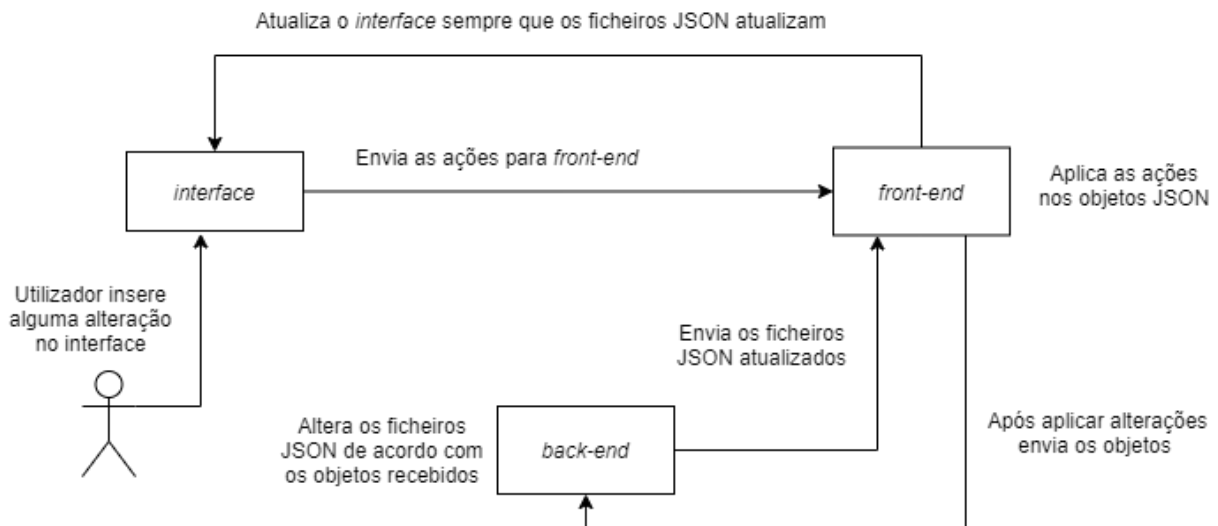 Atualiza o interface sempre que os ficheiros JSON atualizam
Envia as ações para front-end
interface
front-end
Aplica as ações
nos objetos JSON
Utilizador insere
alguma alteração
no interface
Envia os ficheiros
JSON atualizados
Altera os ficheiros
JSON de acordo com
os objetos recebidos
back-end
Após aplicar alterações
envia os objetos